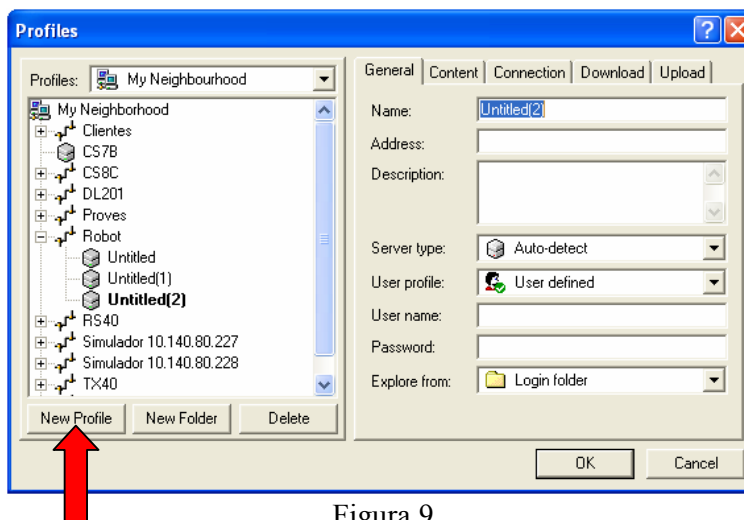 Profiles
Profiles: My Neighbourhood
My Neighborhood
Clientes
CS7B
CS8C
DL201
Proves
Robot
Untitled
Untitled(1)
Untitled(2)
RS40
Simulador 10.140.80.227
Simulador 10.140.80.228
TX40
New Profile New Folder Delete
General Content Connection Download Upload
Name: Untitled(2)
Address:
Description:
Server type: Auto-detect
User profile: User defined
User name:
Password:
Explore from: Login folder
OK Cancel
Figura 9